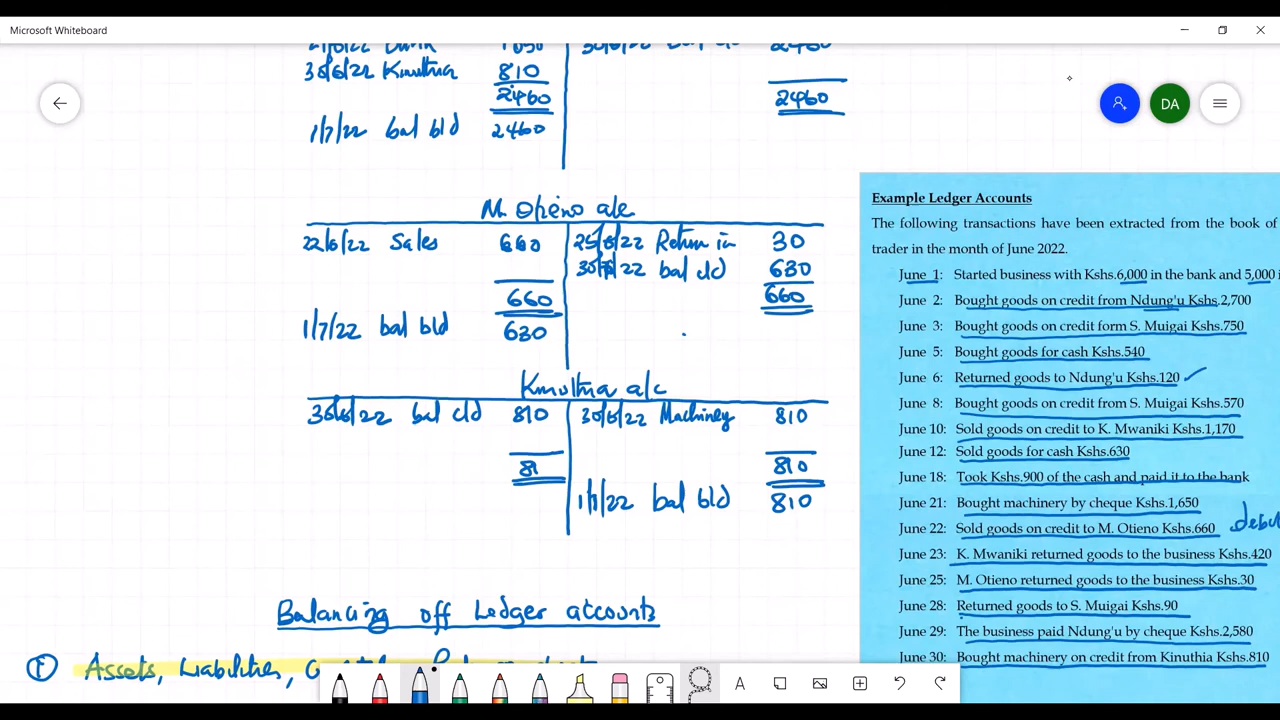 Microsoft Whiteboard
30/6/22 Kinuthia 810
2460 2460
1/7/22 bal b/d 2460
M. Otieno a/c
22/6/22 Sales 660 25/6/22 Return in 30
30/6/22 bal c/d 630
660 660
1/7/22 bal b/d 630
Kinuthia a/c
30/6/22 bal c/d 810 30/6/22 Machinery 810
81 810
1/7/22 bal b/d 810
Balancing off Ledger accounts
① Assets, Liabilities,
DA
Example Ledger Accounts
The following transactions have been extracted from the book of
trader in the month of June 2022.
June 1: Started business with Kshs.6,000 in the bank and 5,000 i
June 2: Bought goods on credit from Ndung'u Kshs.2,700
June 3: Bought goods on credit form S. Muigai Kshs.750
June 5: Bought goods for cash Kshs.540
June 6: Returned goods to Ndung'u Kshs.120 ✓
June 8: Bought goods on credit from S. Muigai Kshs.570
June 10: Sold goods on credit to K. Mwaniki Kshs.1,170
June 12: Sold goods for cash Kshs.630
June 18: Took Kshs.900 of the cash and paid it to the bank
June 21: Bought machinery by cheque Kshs.1,650
June 22: Sold goods on credit to M. Otieno Kshs.660
June 23: K. Mwaniki returned goods to the business Kshs.420
June 25: M. Otieno returned goods to the business Kshs.30
June 28: Returned goods to S. Muigai Kshs.90
June 29: The business paid Ndung'u by cheque Kshs.2,580
June 30: Bought machinery on credit from Kinuthia Kshs.810
A